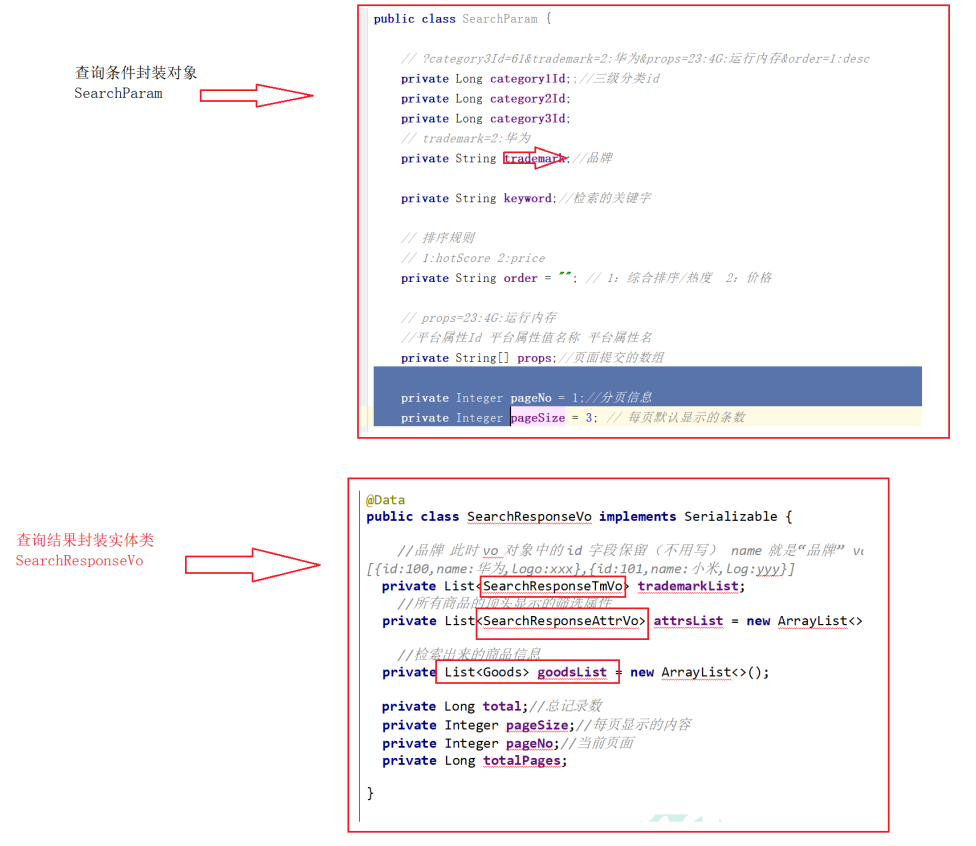 查询条件封装对象
SearchParam
public class SearchParam {
// ?category3Id=61&trademark=2:华为&props=23:4G:运行内存&order=1:desc
private Long category1Id;;//三级分类id
private Long category2Id;
private Long category3Id;
// trademark=2:华为
private String trademark;//品牌
private String keyword;//检索的关键字
// 排序规则
// 1:hotScore 2:price
private String order = ""; // 1: 综合排序/热度 2: 价格
// props=23:4G:运行内存
//平台属性Id 平台属性值名称 平台属性名
private String[] props;//页面提交的数组
private Integer pageNo = 1;//分页信息
private Integer pageSize = 3; // 每页默认显示的条数
查询结果封装实体类
SearchResponseVo
@Data
public class SearchResponseVo implements Serializable {
//品牌 此时 vo 对象中的 id 字段保留（不用写） name 就是“品牌” vo
[{id:100,name:华为,Logo:xxx},{id:101,name:小米,Log:yyy}]
private List<SearchResponseTmVo> trademarkList;
//所有商品的顶头显示的筛选属性
private List<SearchResponseAttrVo> attrsList = new ArrayList<>
//检索出来的商品信息
private List<Goods> goodsList = new ArrayList<>();
private Long total;//总记录数
private Integer pageSize;//每页显示的内容
private Integer pageNo;//当前页面
private Long totalPages;
}